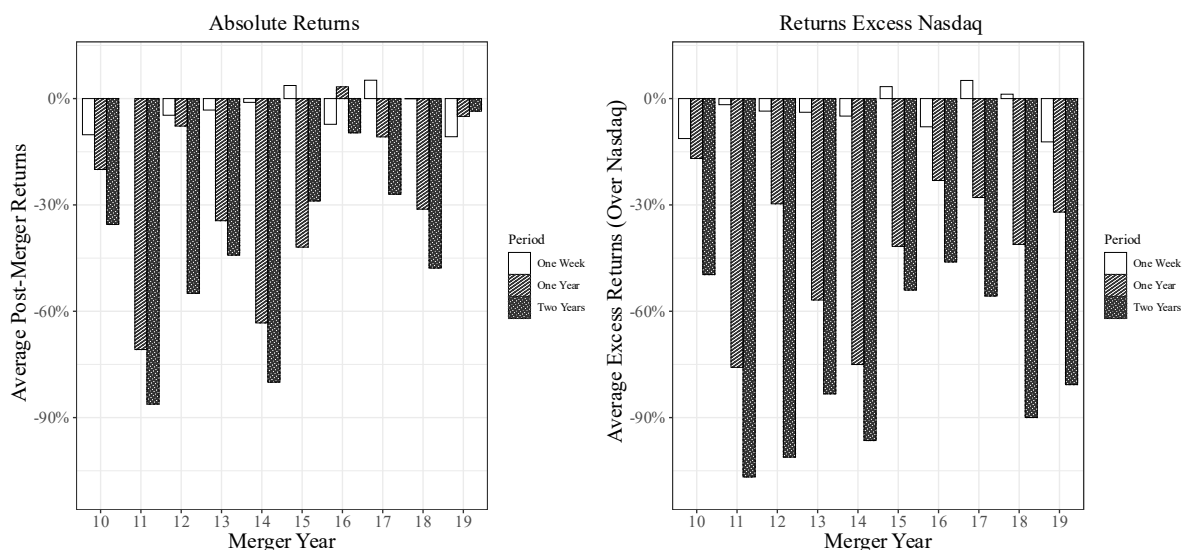 Absolute Returns
Average Post-Merger Returns
0%
-30%
-60%
-90%
10 11 12 13 14 15 16 17 18 19
Merger Year
Period
One Week
One Year
Two Years
Returns Excess Nasdaq
Average Excess Returns (Over Nasdaq)
0%
-30%
-60%
-90%
10 11 12 13 14 15 16 17 18 19
Merger Year
Period
One Week
One Year
Two Years